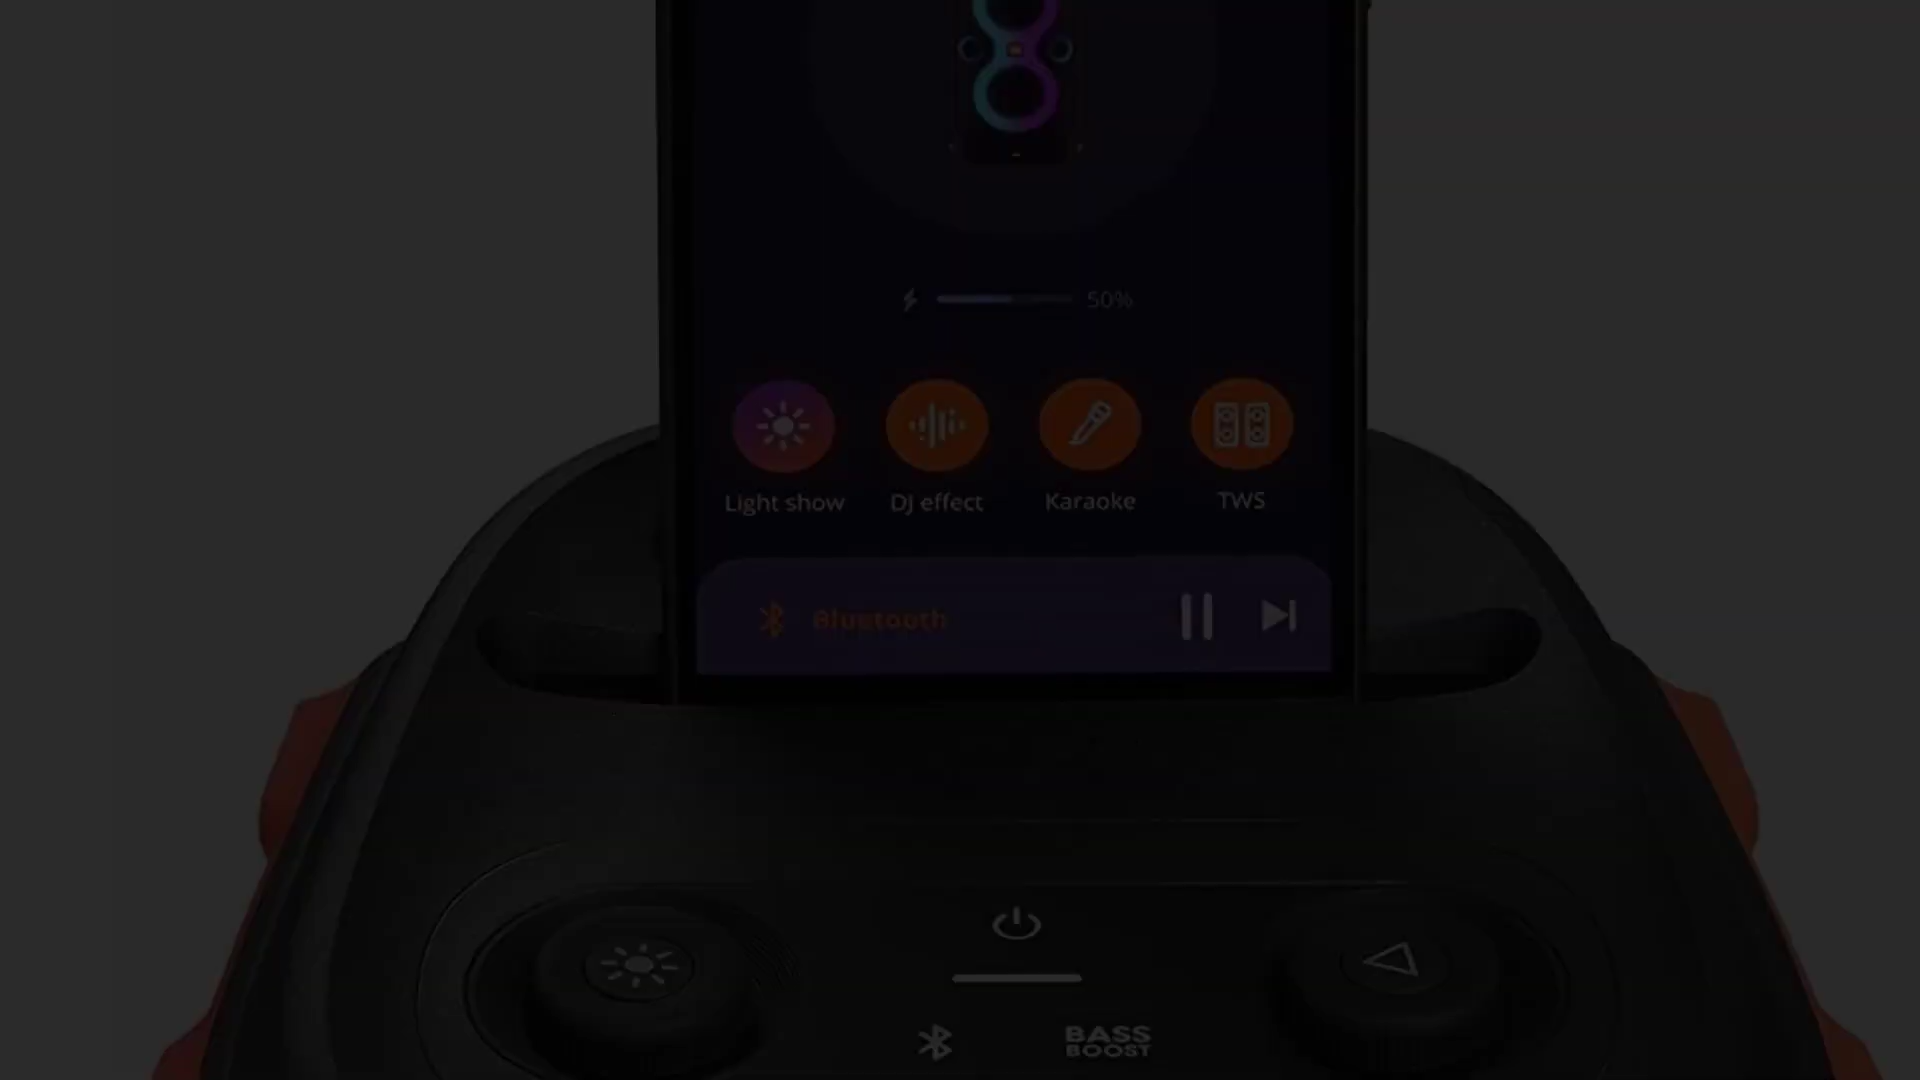 50%
Light show
DJ effect
Karaoke
TWS
Bluetooth
BASS
BOOST